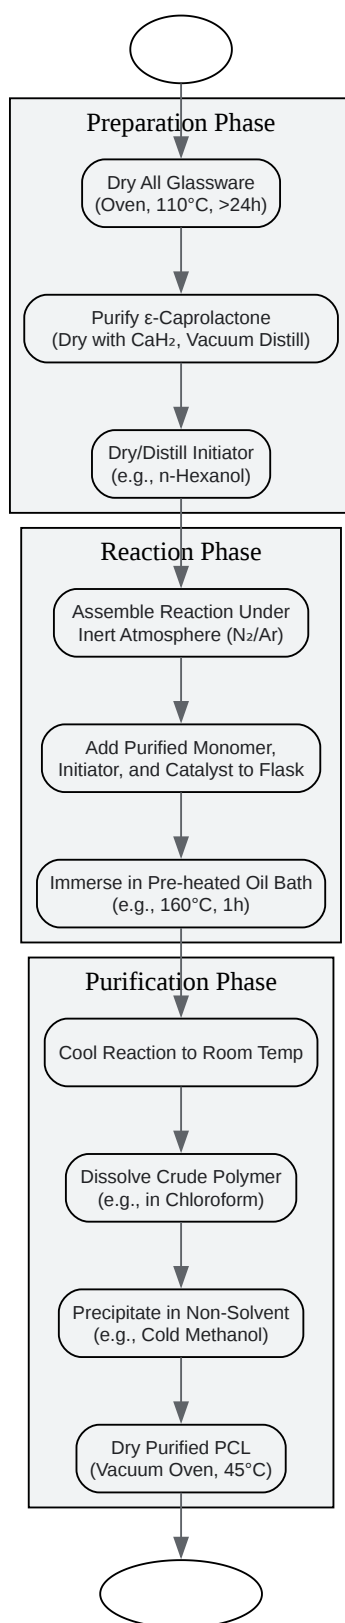 Preparation Phase
Dry All Glassware
(Oven, 110°C, >24h)
Purify ε-Caprolactone
(Dry with CaH₂, Vacuum Distill)
Dry/Distill Initiator
(e.g., n-Hexanol)
Reaction Phase
Assemble Reaction Under
Inert Atmosphere (N₂/Ar)
Add Purified Monomer,
Initiator, and Catalyst to Flask
Immerse in Pre-heated Oil Bath
(e.g., 160°C, 1h)
Purification Phase
Cool Reaction to Room Temp
Dissolve Crude Polymer
(e.g., in Chloroform)
Precipitate in Non-Solvent
(e.g., Cold Methanol)
Dry Purified PCL
(Vacuum Oven, 45°C)